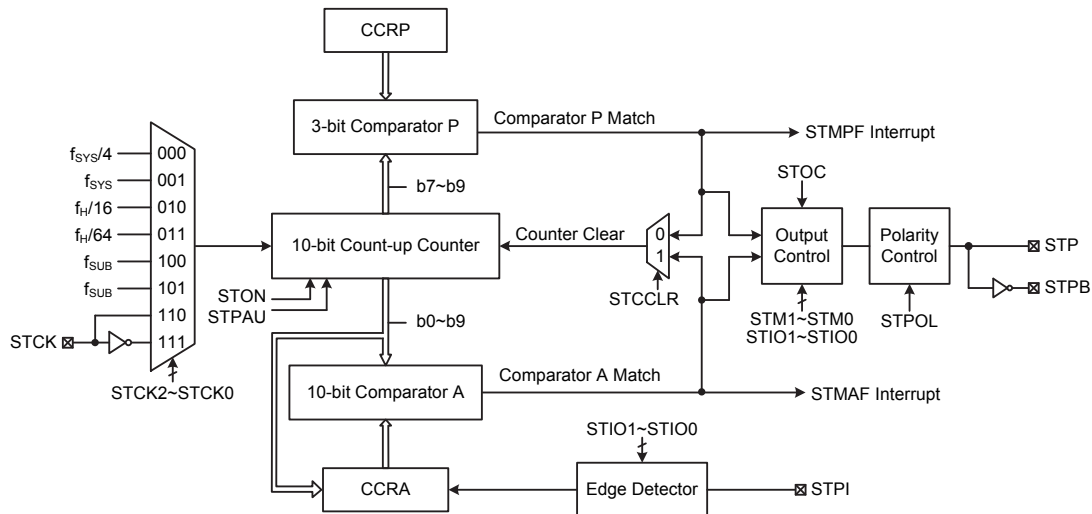 CCRP
3-bit Comparator P
Comparator P Match
STMPF Interrupt
fSYS/4
000
fSYS
001
fH/16
010
fH/64
011
fSUB
100
fSUB
101
110
111
STCK
STCK2~STCK0
b7~b9
10-bit Count-up Counter
Counter Clear
STON
STPAU
b0~b9
0
1
STCCLR
STOC
Output
Control
STM1~STM0
STIO1~STIO0
Polarity
Control
STPOL
STP
STPB
10-bit Comparator A
Comparator A Match
STMAF Interrupt
STIO1~STIO0
CCRA
Edge Detector
STPI